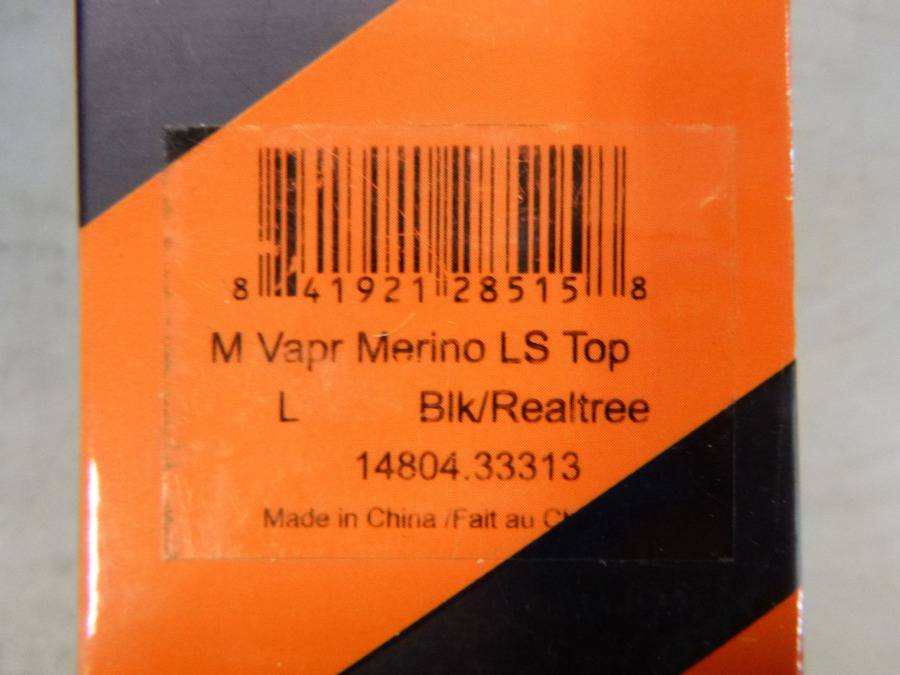 8 41921 28515 8
M Vapr Merino LS Top
L Blk/Realtree
14804.33313
Made in China /Fait au